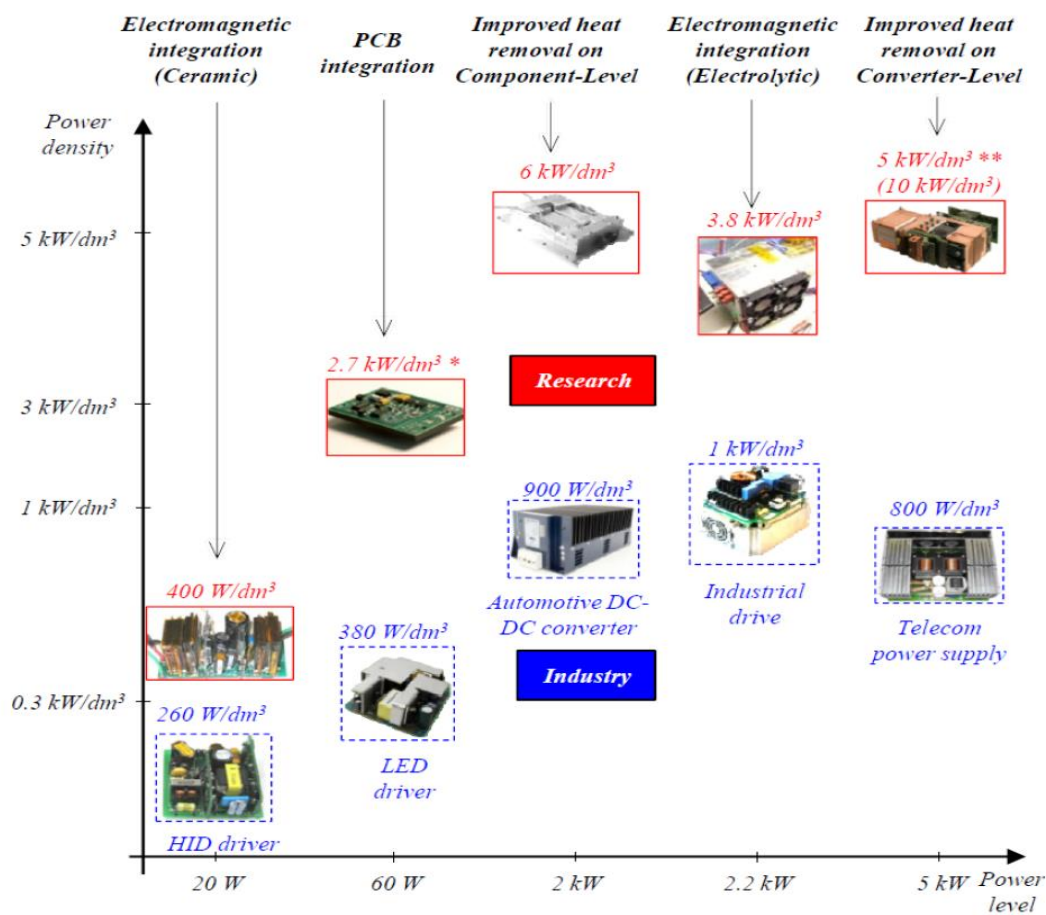 Electromagnetic
integration
(Ceramic)
PCB
integration
Improved heat
removal on
Component-Level
Electromagnetic
integration
(Electrolytic)
Improved heat
removal on
Converter-Level
Power
density
5 kW/dm³
3 kW/dm³
1 kW/dm³
0.3 kW/dm³
6 kW/dm³
3.8 kW/dm³
5 kW/dm³ **
(10 kW/dm³)
2.7 kW/dm³ *
Research
400 W/dm³
380 W/dm³
900 W/dm³
1 kW/dm³
800 W/dm³
Automotive DC-
DC converter
Industrial
drive
Telecom
power supply
Industry
260 W/dm³
LED
driver
HID driver
20 W
60 W
2 kW
2.2 kW
5 kW
Power
level